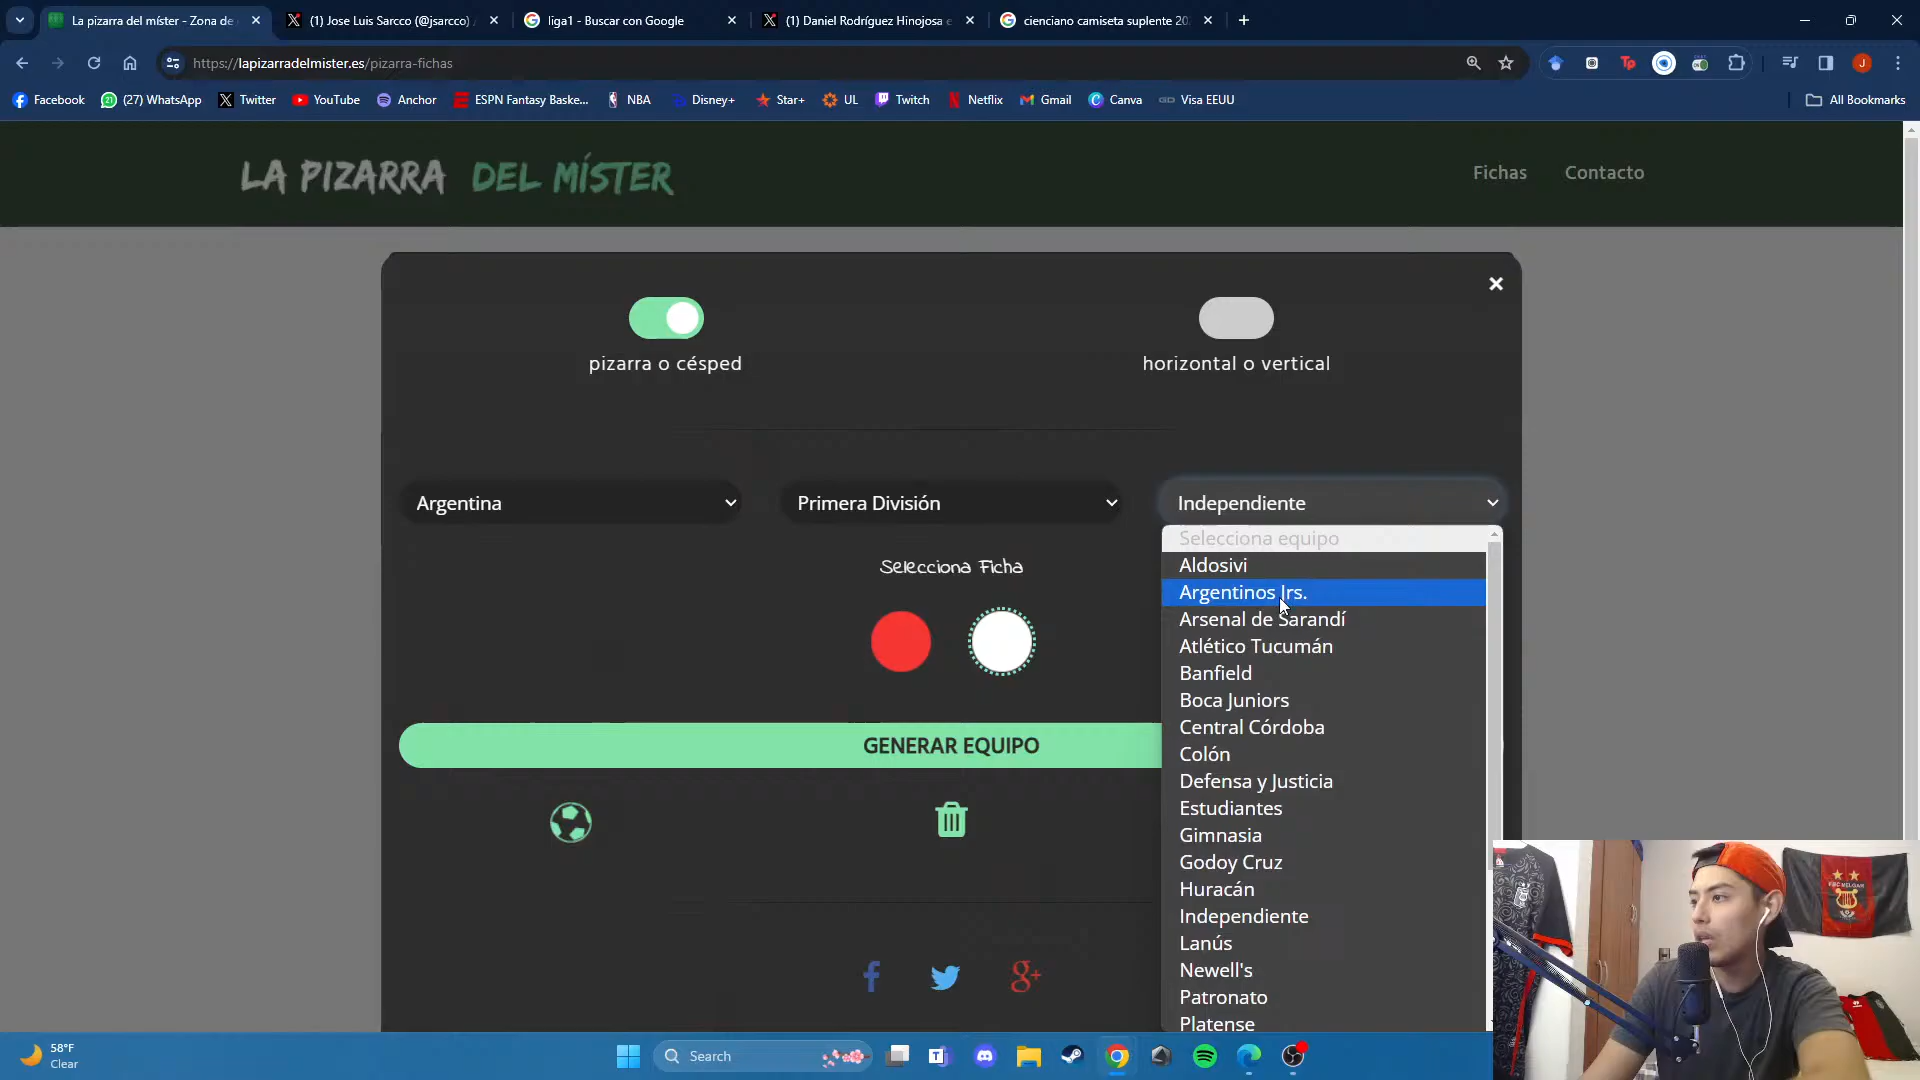 La pizarra del míster - Zona de
(1) Jose Luis Sarcco (@jsarcco)
liga1 - Buscar con Google
(1) Daniel Rodríguez Hinojosa e
cienciano camiseta suplente 20
https://lapizarradelmister.es/pizarra-fichas
Facebook
(27) WhatsApp
Twitter
YouTube
Anchor
ESPN Fantasy Baske...
NBA
Disney+
Star+
UL
Twitch
Netflix
Gmail
Canva
Visa EEUU
All Bookmarks
LA PIZARRA DEL MÍSTER
Fichas
Contacto
pizarra o césped
horizontal o vertical
Argentina
Primera División
Independiente
Selecciona equipo
Aldosivi
Argentinos Jrs.
Arsenal de Sarandí
Atlético Tucumán
Banfield
Boca Juniors
Central Córdoba
Colón
Defensa y Justicia
Estudiantes
Gimnasia
Godoy Cruz
Huracán
Independiente
Lanús
Newell's
Patronato
Platense
Selecciona Ficha
GENERAR EQUIPO
FBC MELGAR
58°F
Clear
Search